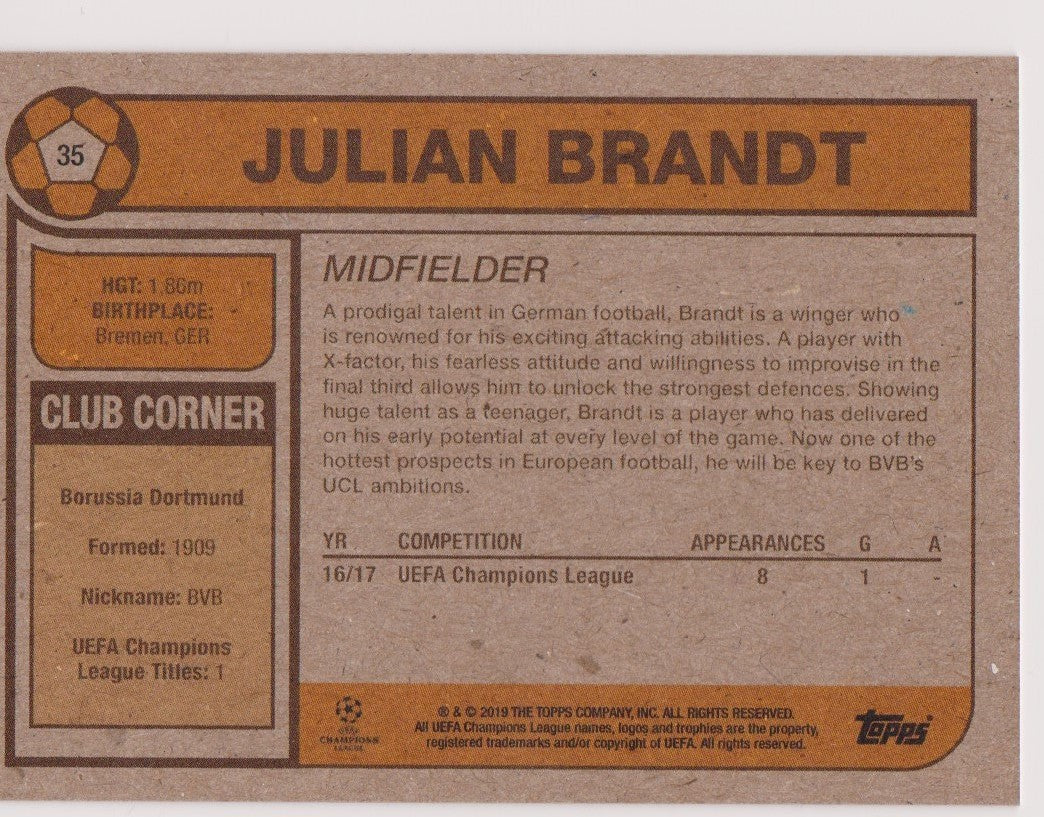 35
JULIAN BRANDT
HGT: 1.86m
BIRTHPLACE:
Bremen, GER
CLUB CORNER
Borussia Dortmund
Formed: 1909
Nickname: BVB
UEFA Champions
League Titles: 1
MIDFIELDER
A prodigal talent in German football, Brandt is a winger who
is renowned for his exciting attacking abilities. A player with
X-factor, his fearless attitude and willingness to improvise in the
final third allows him to unlock the strongest defences. Showing
huge talent as a teenager, Brandt is a player who has delivered
on his early potential at every level of the game. Now one of the
hottest prospects in European football, he will be key to BVB's
UCL ambitions.
YR COMPETITION APPEARANCES G A
16/17 UEFA Champions League 8 1 -
UEFA
CHAMPIONS
LEAGUE
® & © 2019 THE TOPPS COMPANY, INC. ALL RIGHTS RESERVED.
All UEFA Champions League names, logos and trophies are the property,
registered trademarks and/or copyright of UEFA. All rights reserved.
Topps